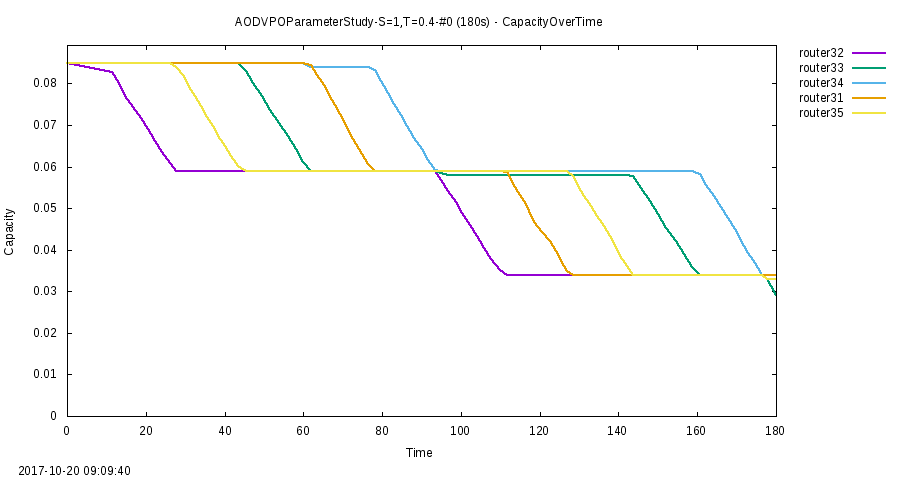 AODVPOParameterStudy-S=1,T=0.4-#0 (180s) - CapacityOverTime
router32
router33
router34
router31
router35
0.08
0.07
0.06
0.05
0.04
0.03
0.02
0.01
0
Capacity
0 20 40 60 80 100 120 140 160 180
Time
2017-10-20 09:09:40